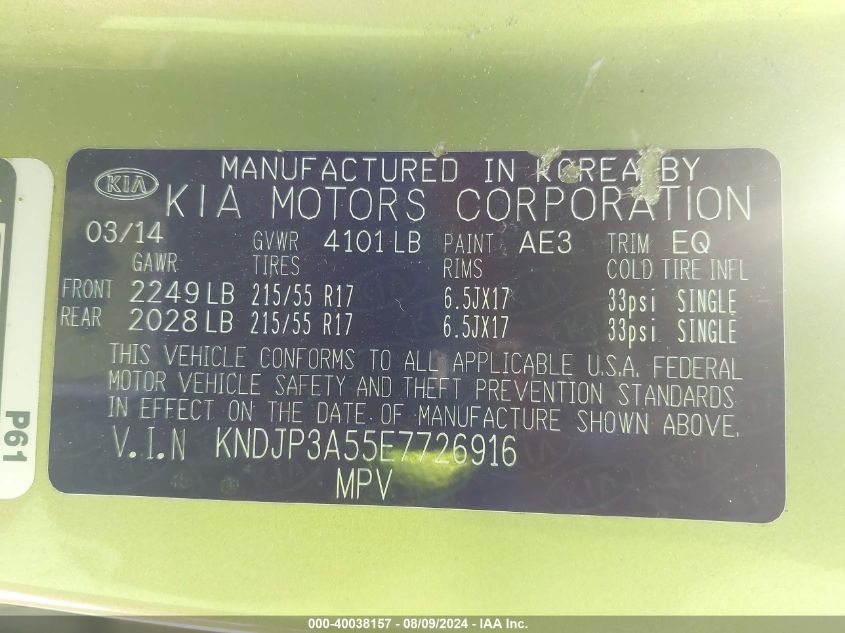 MANUFACTURED IN KOREA BY
KIA KIA MOTORS CORPORATION
03/14 GVWR 4101 LB PAINT AE3 TRIM EQ
GAWR TIRES RIMS COLD TIRE INFL
FRONT 2249 LB 215/55 R17 6.5JX17 33psi SINGLE
REAR 2028 LB 215/55 R17 6.5JX17 33psi SINGLE
THIS VEHICLE CONFORMS TO ALL APPLICABLE U.S.A. FEDERAL
MOTOR VEHICLE SAFETY AND THEFT PREVENTION STANDARDS
IN EFFECT ON THE DATE OF MANUFACTURE SHOWN ABOVE.
V.I.N KNDJP3A55E7726916
MPV
P61
000-40038157 - 08/09/2024 - IAA Inc.